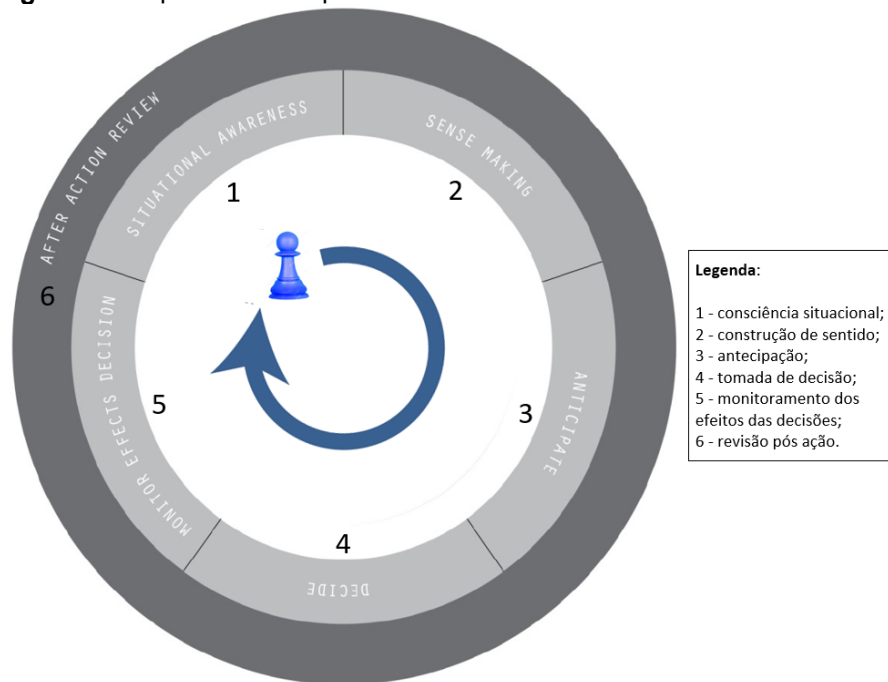 AFTER ACTION REVIEW
SITUATIONAL AWARENESS
SENSE MAKING
ANTICIPATE
DECIDE
MONITOR EFFECTS DECISION
1
2
3
4
5
6
Legenda:
1 - consciência situacional;
2 - construção de sentido;
3 - antecipação;
4 - tomada de decisão;
5 - monitoramento dos
efeitos das decisões;
6 - revisão pós ação.